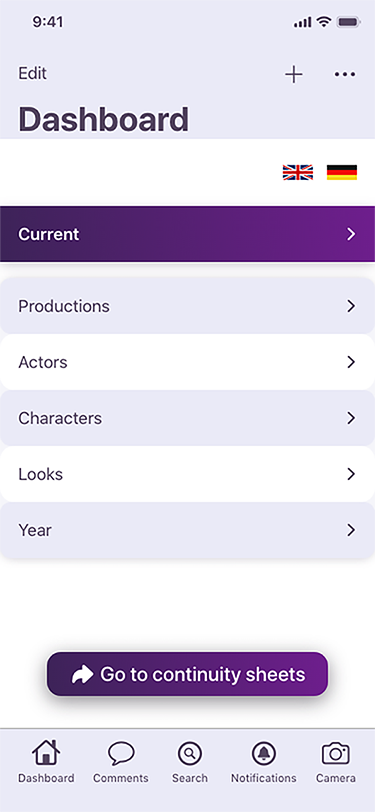 9:41
Edit
Dashboard
Current
Productions
Actors
Characters
Looks
Year
Go to continuity sheets
Dashboard Comments Search Notifications Camera